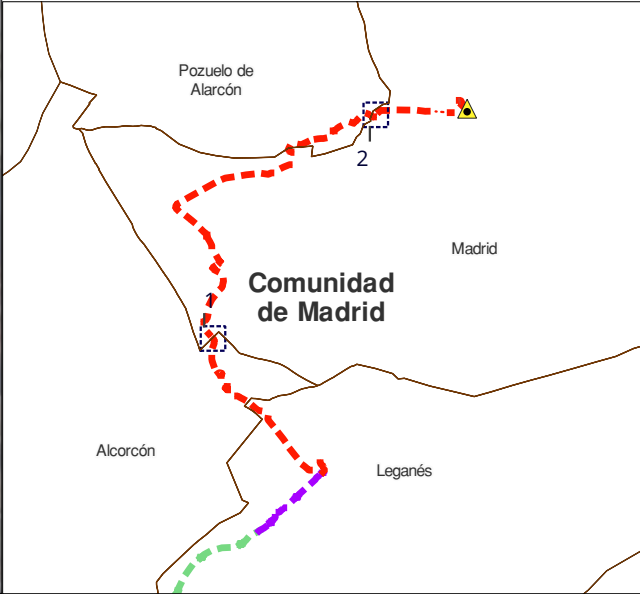 Pozuelo de
Alarcón
2
Madrid
Comunidad
de Madrid
1
Alcorcón
Leganés